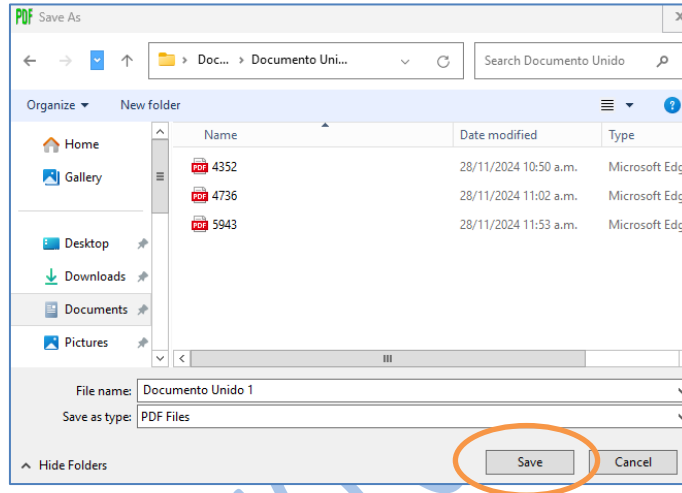 PDF Save As
Doc... > Documento Uni...
Search Documento Unido
Organize
New folder
Name
Date modified
Type
Home
Gallery
Desktop
Downloads
Documents
Pictures
PDF 4352 28/11/2024 10:50 a.m. Microsoft Edg
PDF 4736 28/11/2024 11:02 a.m. Microsoft Edg
PDF 5943 28/11/2024 11:53 a.m. Microsoft Edg
File name: Documento Unido 1
Save as type: PDF Files
Hide Folders
Save
Cancel